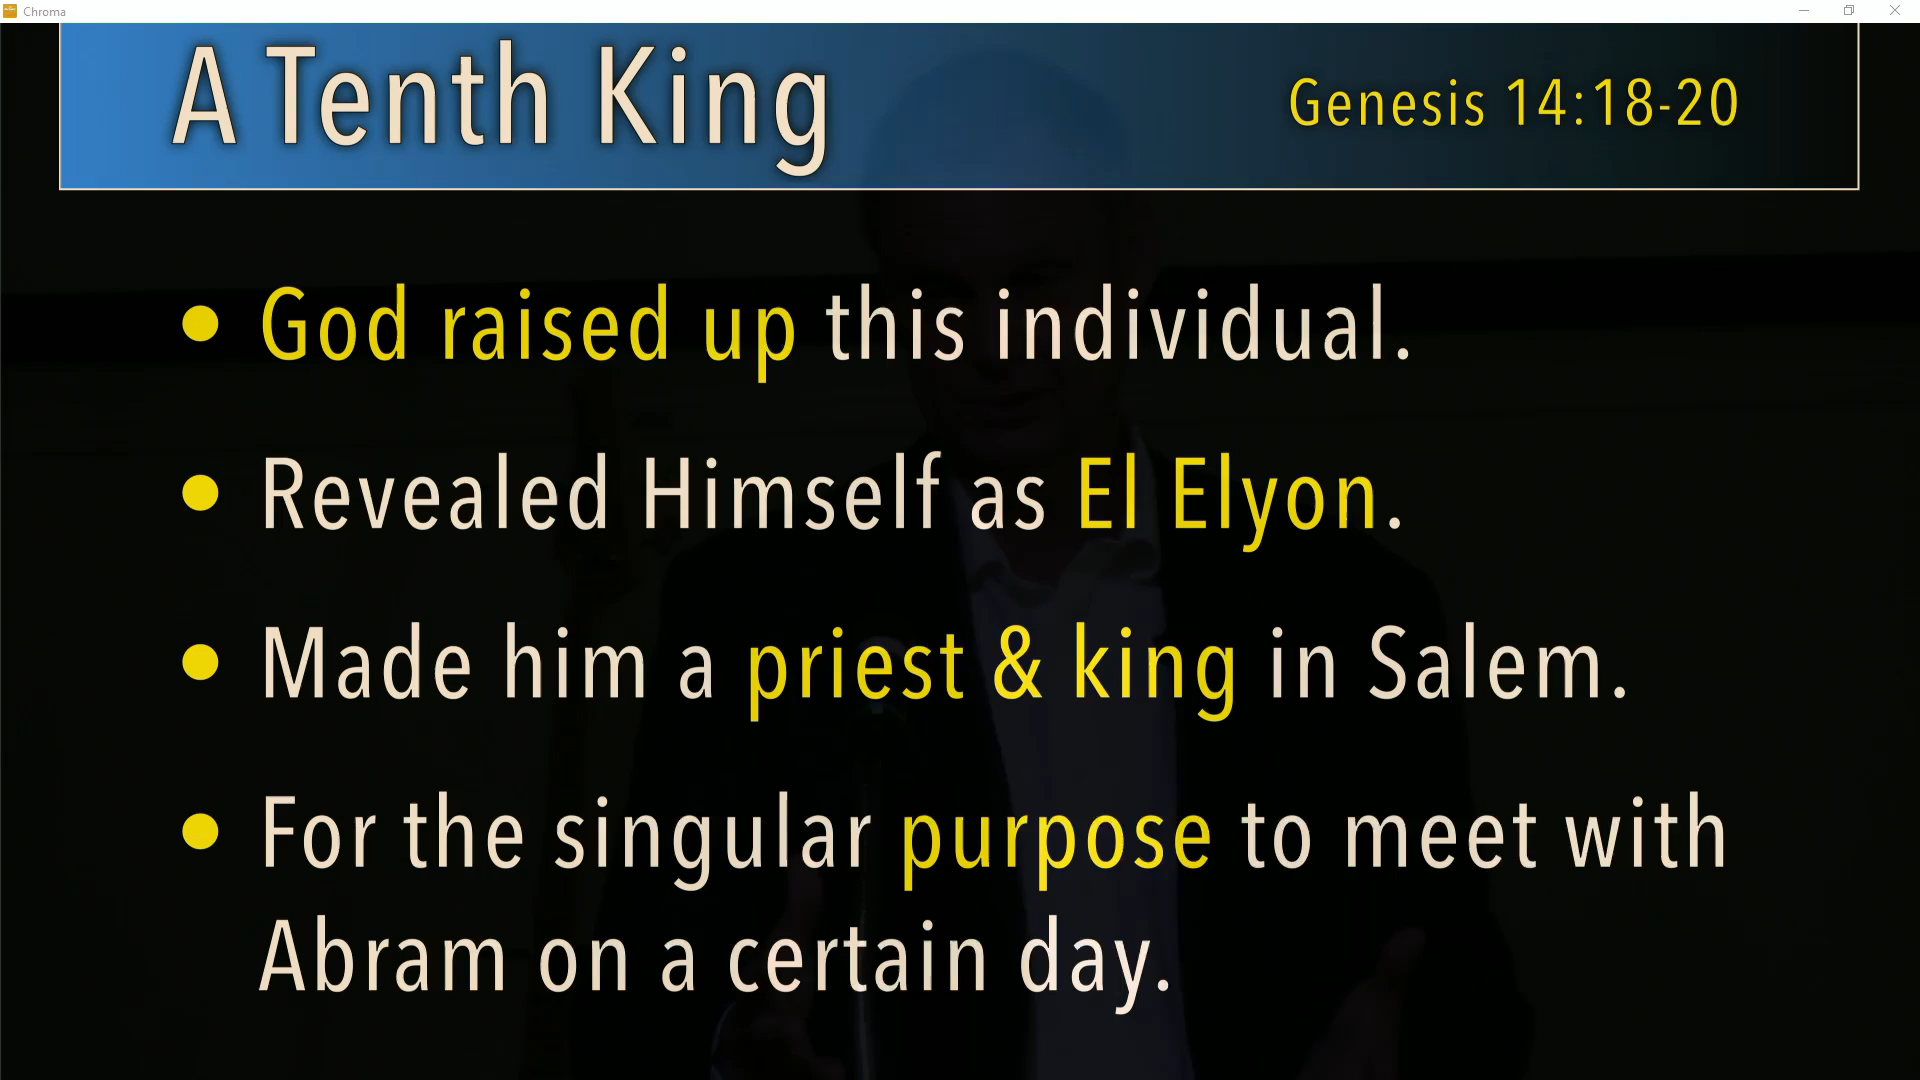 Chroma
A Tenth King
Genesis 14:18-20
• God raised up this individual.
• Revealed Himself as El Elyon.
• Made him a priest & king in Salem.
• For the singular purpose to meet with
Abram on a certain day.